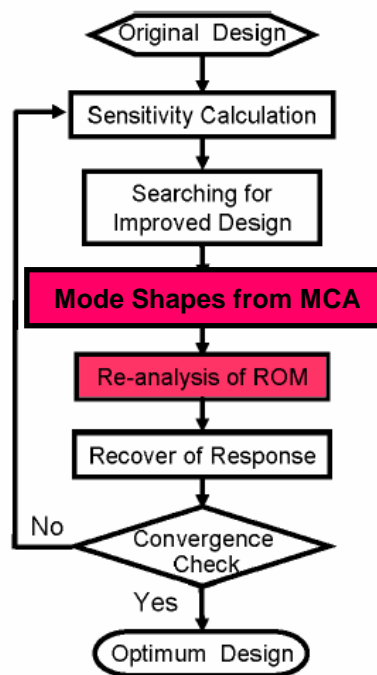 Original Design
Sensitivity Calculation
Searching for
Improved Design
Mode Shapes from MCA
Re-analysis of ROM
Recover of Response
No
Convergence
Check
Yes
Optimum Design